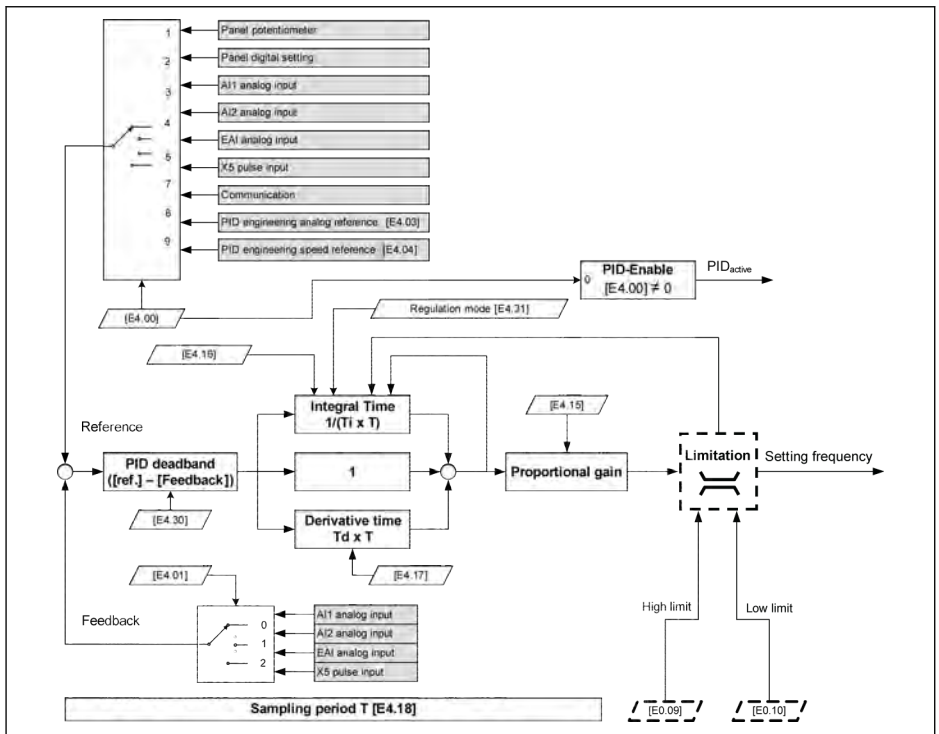 1 Panel potentiometer
2 Panel digital setting
3 AI1 analog input
4 AI2 analog input
EAI analog input
5 X5 pulse input
7 Communication
8 PID engineering analog reference [E4.03]
9 PID engineering speed reference [E4.04]
[E4.00]
0 PID-Enable
[E4.00] ≠ 0
PIDactive
Regulation mode [E4.31]
[E4.16]
Integral Time
1/(Ti x T)
[E4.15]
Reference
PID deadband
([ref.] – [Feedback])
1
Proportional gain
Limitation
Setting frequency
[E4.30]
Derivative time
Td x T
[E4.01]
[E4.17]
Feedback
0 AI1 analog input
1 AI2 analog input
EAI analog input
2 X5 pulse input
High limit
Low limit
Sampling period T [E4.18]
[E0.09]
[E0.10]